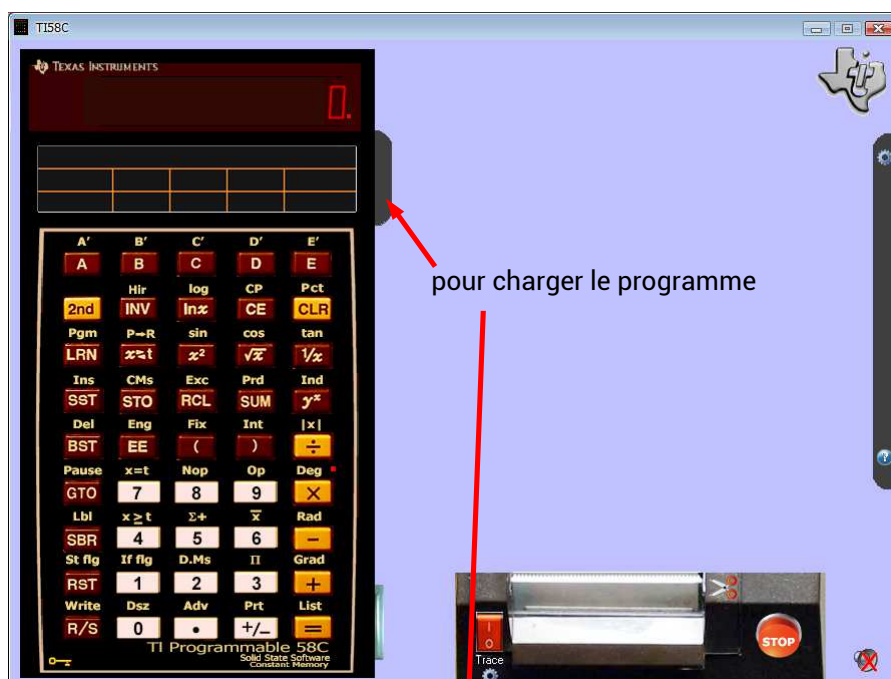 TI58C
TEXAS INSTRUMENTS
0.
pour charger le programme
A' B' C' D' E'
A B C D E
Hir log CP Pct
2nd INV lnx CE CLR
Pgm P→R sin cos tan
LRN x⇄t x² √x 1/x
Ins CMs Exc Prd Ind
SST STO RCL SUM yˣ
Del Eng Fix Int |x|
BST EE ( ) ÷
Pause x=t Nop Op Deg
GTO 7 8 9 ×
Lbl x≥t Σ+ x̅ Rad
SBR 4 5 6 −
St flg If flg D.Ms Π Grad
RST 1 2 3 +
Write Dsz Adv Prt List
R/S 0 . +/− =
TI Programmable 58C
Solid State Software
Constant Memory
Trace
STOP